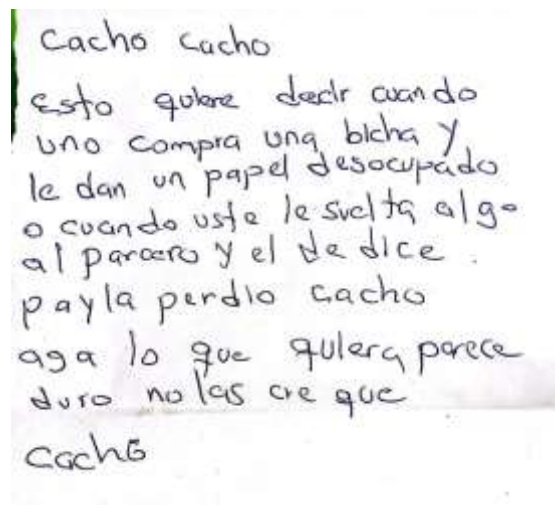 Cacho cacho
esto quiere decir cuando
uno compra una bicha y
le dan un papel desocupado
o cuando uste le suelta algo
al parcero y el le dice.
payla perdio cacho
aga lo que quiera parece
duro no las cre que
cacho